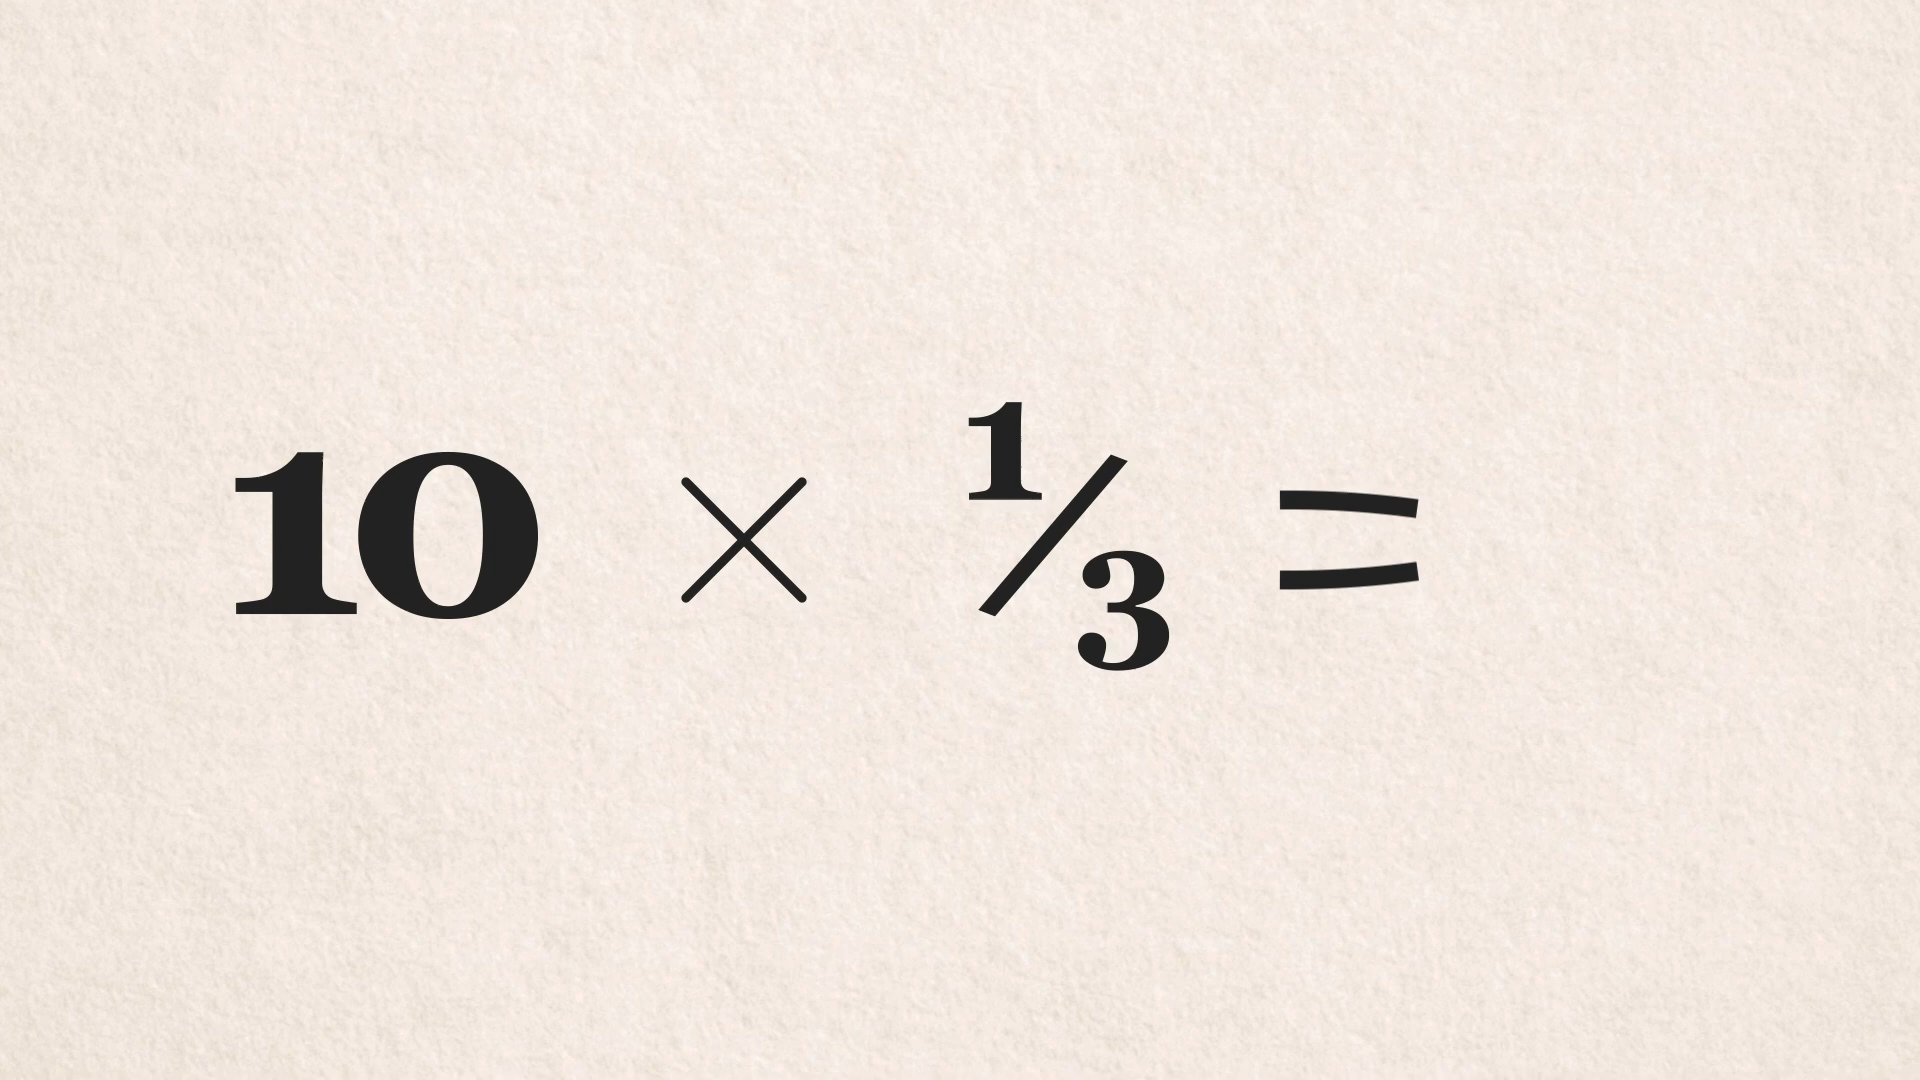 10 × ⅓ =